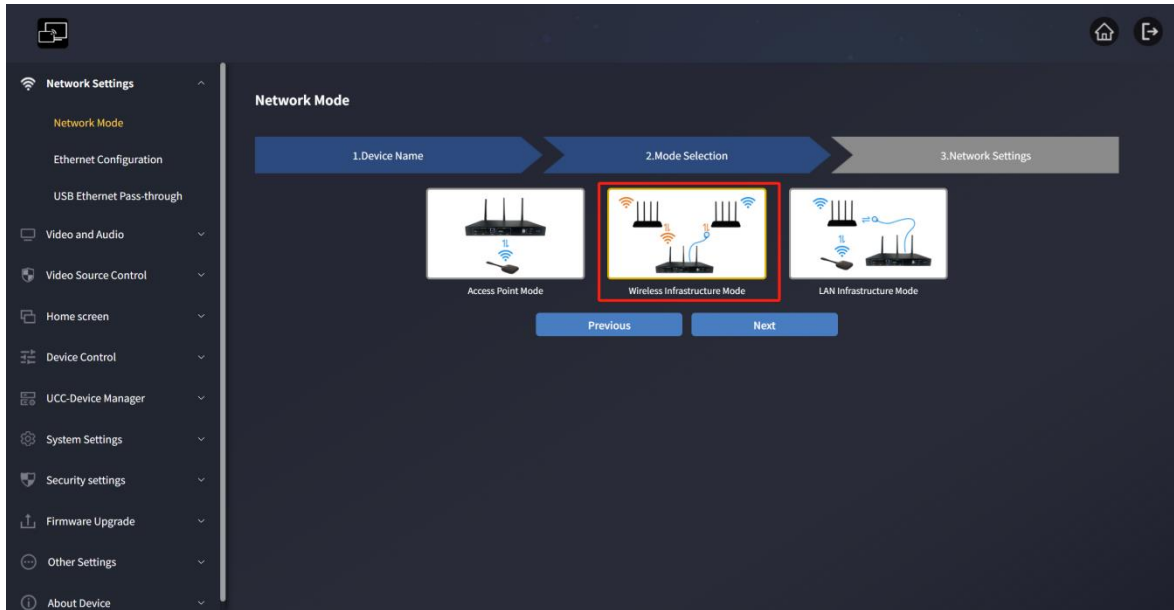 Network Settings
Network Mode
Ethernet Configuration
USB Ethernet Pass-through
Video and Audio
Video Source Control
Home screen
Device Control
UCC-Device Manager
System Settings
Security settings
Firmware Upgrade
Other Settings
About Device
Network Mode
1.Device Name
2.Mode Selection
3.Network Settings
Access Point Mode
Wireless Infrastructure Mode
LAN Infrastructure Mode
Previous
Next